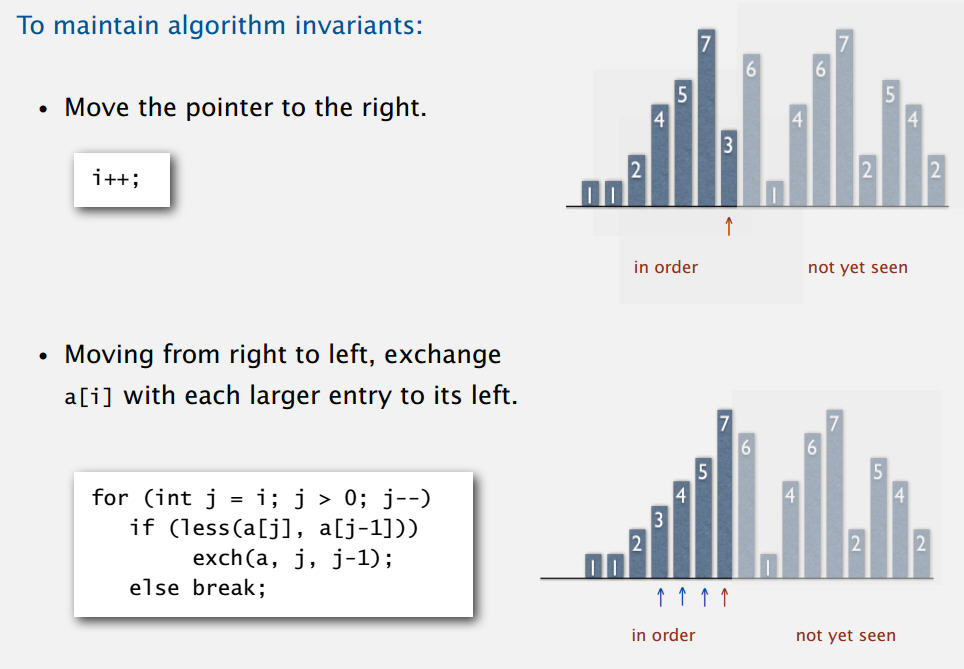 To maintain algorithm invariants:
• Move the pointer to the right.
i++;
1 1 2 4 5 7 3 6 1 4 6 7 2 5 4 2
↑
in order not yet seen
• Moving from right to left, exchange
a[i] with each larger entry to its left.
for (int j = i; j > 0; j--)
if (less(a[j], a[j-1]))
exch(a, j, j-1);
else break;
1 1 2 3 4 5 7 6 1 4 6 7 2 5 4 2
↑ ↑ ↑ ↑
in order not yet seen